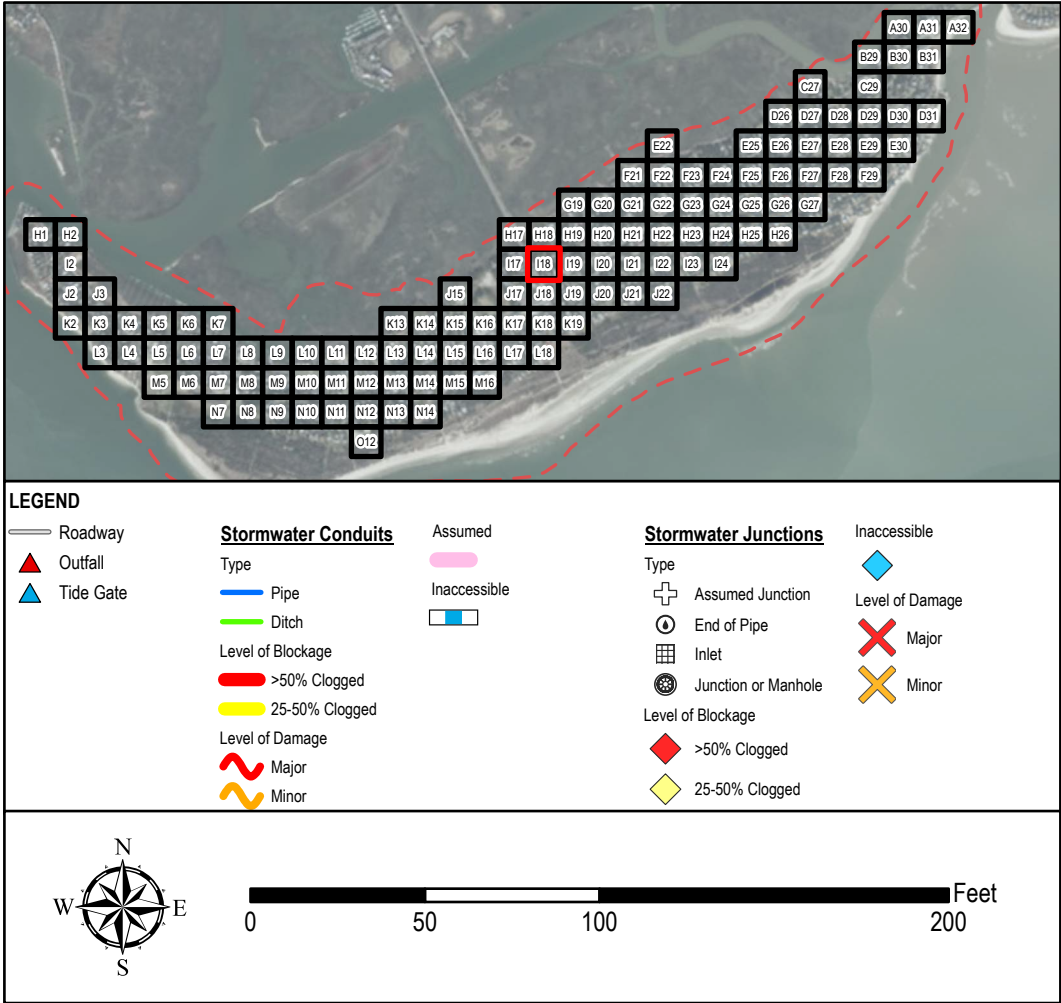 A30 A31 A32
B29 B30 B31
C27 C29
D26 D27 D28 D29 D30 D31
E22 E25 E26 E27 E28 E29 E30
F21 F22 F23 F24 F25 F26 F27 F28 F29
G19 G20 G21 G22 G23 G24 G25 G26 G27
H1 H2 H17 H18 H19 H20 H21 H22 H23 H24 H25 H26
I2 I17 I18 I19 I20 I21 I22 I23 I24
J2 J3 J15 J17 J18 J19 J20 J21 J22
K2 K3 K4 K5 K6 K7 K13 K14 K15 K16 K17 K18 K19
L3 L4 L5 L6 L7 L8 L9 L10 L11 L12 L13 L14 L15 L16 L17 L18
M5 M6 M7 M8 M9 M10 M11 M12 M13 M14 M15 M16
N7 N8 N9 N10 N11 N12 N13 N14
O12
LEGEND
Roadway
Outfall
Tide Gate
Stormwater Conduits
Type
Pipe
Ditch
Level of Blockage
>50% Clogged
25-50% Clogged
Level of Damage
Major
Minor
Assumed
Inaccessible
Stormwater Junctions
Type
Assumed Junction
End of Pipe
Inlet
Junction or Manhole
Level of Blockage
>50% Clogged
25-50% Clogged
Inaccessible
Level of Damage
Major
Minor
N
W E
S
Feet
0 50 100 200